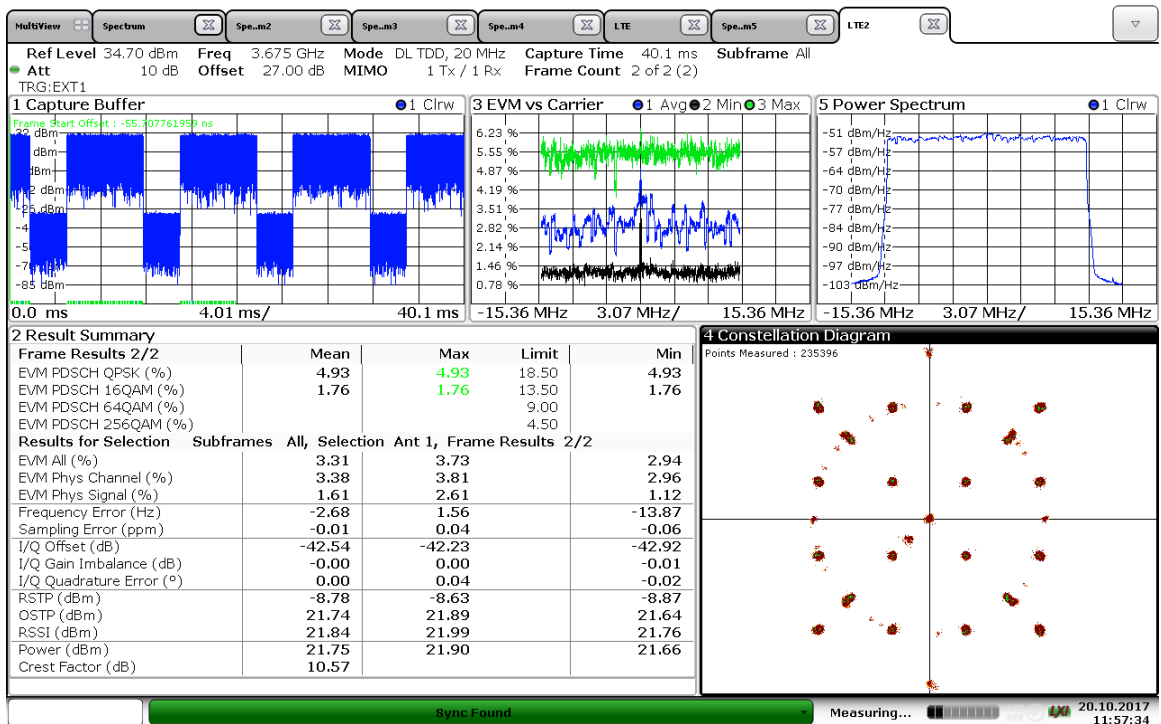 MultiView Spectrum Spe..m2 Spe..m3 Spe..m4 LTE Spe..m5 LTE2
Ref Level 34.70 dBm Freq 3.675 GHz Mode DL TDD, 20 MHz Capture Time 40.1 ms Subframe All
Att 10 dB Offset 27.00 dB MIMO 1 Tx / 1 Rx Frame Count 2 of 2 (2)
TRG:EXT1
1 Capture Buffer 1 Clrw
Frame Start Offset : -55.707761959 ns
dBm
dBm
dBm
-85 dBm
0.0 ms 4.01 ms/ 40.1 ms
3 EVM vs Carrier 1 Avg 2 Min 3 Max
6.23 %
5.55 %
4.87 %
4.19 %
3.51 %
2.82 %
2.14 %
1.46 %
0.78 %
-15.36 MHz 3.07 MHz/ 15.36 MHz
5 Power Spectrum 1 Clrw
-51 dBm/Hz
-57 dBm/Hz
-64 dBm/Hz
-70 dBm/Hz
-77 dBm/Hz
-84 dBm/Hz
-90 dBm/Hz
-97 dBm/Hz
-103 dBm/Hz
-15.36 MHz 3.07 MHz/ 15.36 MHz
2 Result Summary
Frame Results 2/2 Mean Max Limit Min
EVM PDSCH QPSK (%) 4.93 4.93 18.50 4.93
EVM PDSCH 16QAM (%) 1.76 1.76 13.50 1.76
EVM PDSCH 64QAM (%) 9.00
EVM PDSCH 256QAM (%) 4.50
Results for Selection Subframes All, Selection Ant 1, Frame Results 2/2
EVM All (%) 3.31 3.73 2.94
EVM Phys Channel (%) 3.38 3.81 2.96
EVM Phys Signal (%) 1.61 2.61 1.12
Frequency Error (Hz) -2.68 1.56 -13.87
Sampling Error (ppm) -0.01 0.04 -0.06
I/Q Offset (dB) -42.54 -42.23 -42.92
I/Q Gain Imbalance (dB) -0.00 0.00 -0.01
I/Q Quadrature Error (°) 0.00 0.04 -0.02
RSTP (dBm) -8.78 -8.63 -8.87
OSTP (dBm) 21.74 21.89 21.64
RSSI (dBm) 21.84 21.99 21.76
Power (dBm) 21.75 21.90 21.66
Crest Factor (dB) 10.57
4 Constellation Diagram
Points Measured : 235396
Sync Found Measuring... LXI 20.10.2017
11:57:34